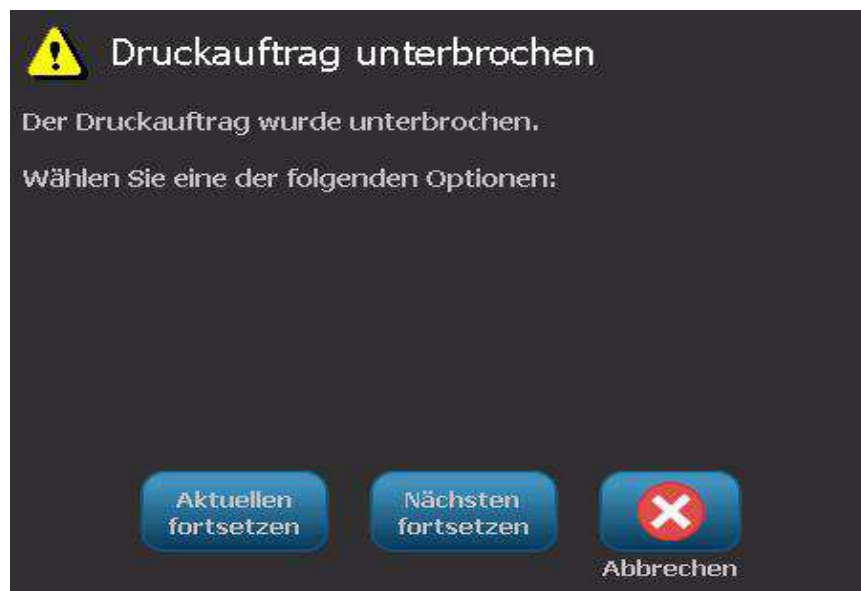 Druckauftrag unterbrochen
Der Druckauftrag wurde unterbrochen.
Wählen Sie eine der folgenden Optionen:
Aktuellen
fortsetzen
Nächsten
fortsetzen
Abbrechen